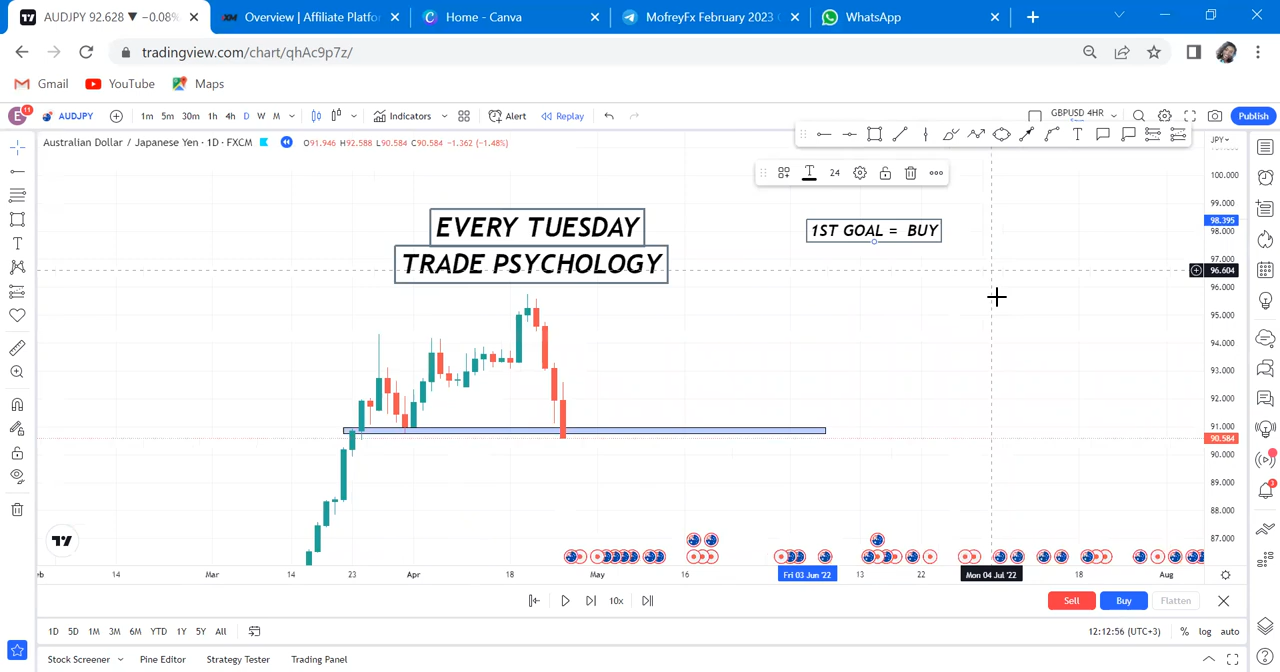 AUDJPY 92.628 ▼ −0.08%
Overview | Affiliate Platfo
Home - Canva
MofreyFx February 2023
WhatsApp
tradingview.com/chart/qhAc9p7z/
Gmail YouTube Maps
E 11 AUDJPY 1m 5m 30m 1h 4h D W M Indicators Alert Replay GBPUSD 4HR Publish
Australian Dollar / Japanese Yen · 1D · FXCM O91.946 H92.588 L90.584 C90.584 −1.362 (−1.48%)
JPY
24
EVERY TUESDAY
TRADE PSYCHOLOGY
1ST GOAL = BUY
100.000
99.000
98.395
98.000
97.000
96.604
96.000
95.000
94.000
93.000
92.000
91.000
90.584
90.000
89.000
88.000
87.000
14 Mar 14 23 Apr 18 May 16 Fri 03 Jun '22 13 22 Mon 04 Jul '22 18 Aug
10x Sell Buy Flatten
1D 5D 1M 3M 6M YTD 1Y 5Y All 12:12:56 (UTC+3) % log auto
Stock Screener Pine Editor Strategy Tester Trading Panel